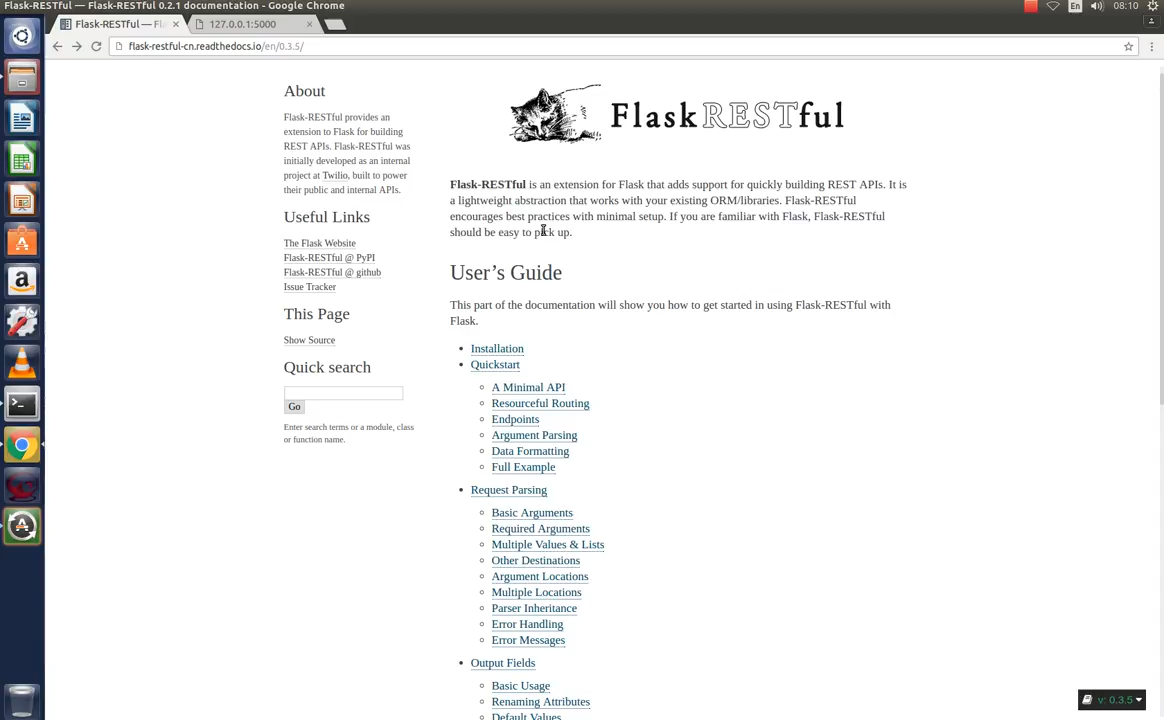 Flask-RESTful — Flask-RESTful 0.2.1 documentation - Google Chrome
En
08:10
Flask-RESTful — Fla
127.0.0.1:5000
flask-restful-cn.readthedocs.io/en/0.3.5/
About
Flask-RESTful provides an
extension to Flask for building
REST APIs. Flask-RESTful was
initially developed as an internal
project at Twilio, built to power
their public and internal APIs.
Useful Links
The Flask Website
Flask-RESTful @ PyPI
Flask-RESTful @ github
Issue Tracker
This Page
Show Source
Quick search
Go
Enter search terms or a module, class
or function name.
FlaskRESTful
Flask-RESTful is an extension for Flask that adds support for quickly building REST APIs. It is
a lightweight abstraction that works with your existing ORM/libraries. Flask-RESTful
encourages best practices with minimal setup. If you are familiar with Flask, Flask-RESTful
should be easy to pick up.
User’s Guide
This part of the documentation will show you how to get started in using Flask-RESTful with
Flask.
Installation
Quickstart
A Minimal API
Resourceful Routing
Endpoints
Argument Parsing
Data Formatting
Full Example
Request Parsing
Basic Arguments
Required Arguments
Multiple Values & Lists
Other Destinations
Argument Locations
Multiple Locations
Parser Inheritance
Error Handling
Error Messages
Output Fields
Basic Usage
Renaming Attributes
Default Values
v: 0.3.5